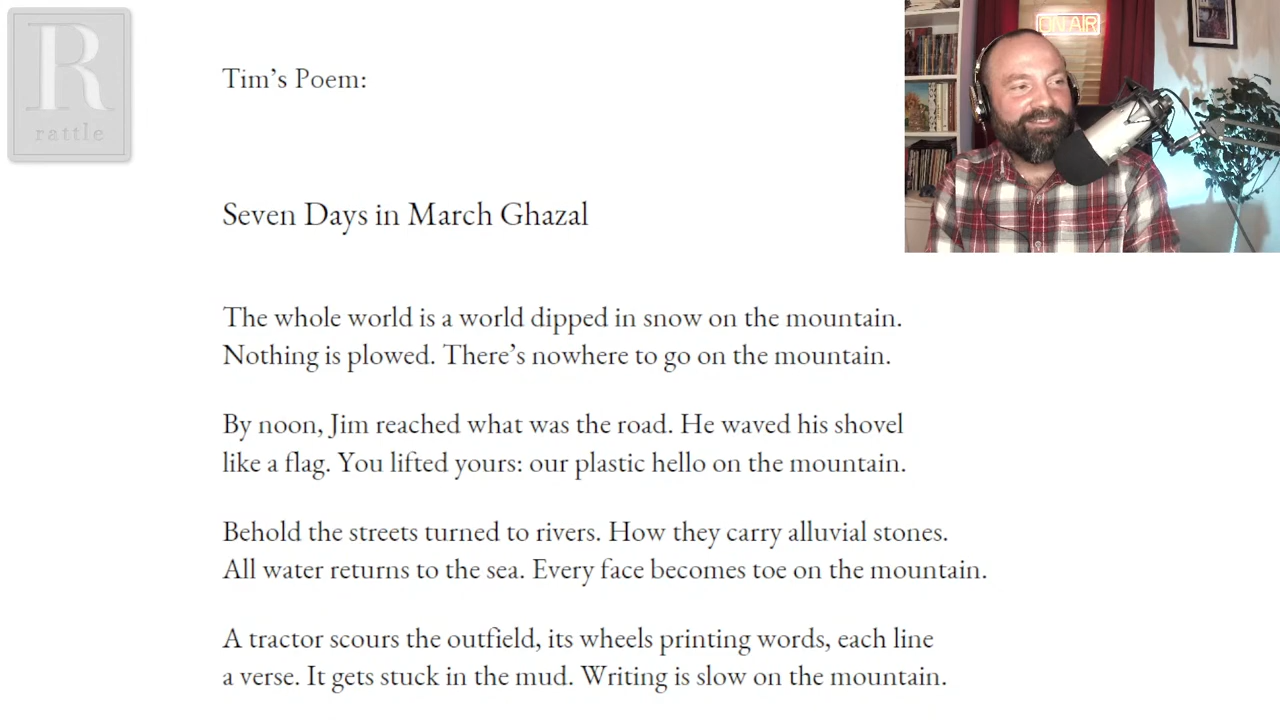 R
rattle
ON AIR
Tim’s Poem:
Seven Days in March Ghazal
The whole world is a world dipped in snow on the mountain.
Nothing is plowed. There’s nowhere to go on the mountain.
By noon, Jim reached what was the road. He waved his shovel
like a flag. You lifted yours: our plastic hello on the mountain.
Behold the streets turned to rivers. How they carry alluvial stones.
All water returns to the sea. Every face becomes toe on the mountain.
A tractor scours the outfield, its wheels printing words, each line
a verse. It gets stuck in the mud. Writing is slow on the mountain.